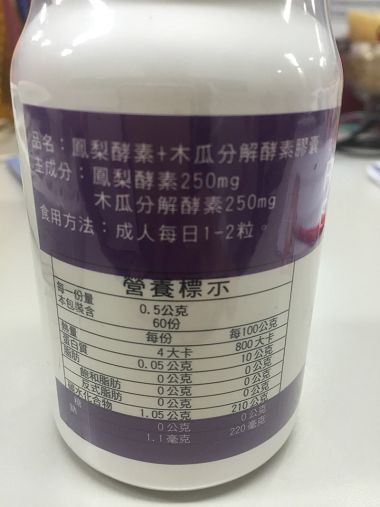 品名：鳳梨酵素+木瓜分解酵素膠囊
主成分：鳳梨酵素250mg
木瓜分解酵素250mg
食用方法：成人每日1-2粒。
營養標示
每一份量 0.5公克
本包裝含 60份
每份 每100公克
熱量 4大卡 800大卡
蛋白質 0.05公克 10公克
脂肪 0公克 0公克
飽和脂肪 0公克 0公克
反式脂肪 0公克 0公克
碳水化合物 1.05公克 210公克
0公克 0公克
1.1毫克 220毫克